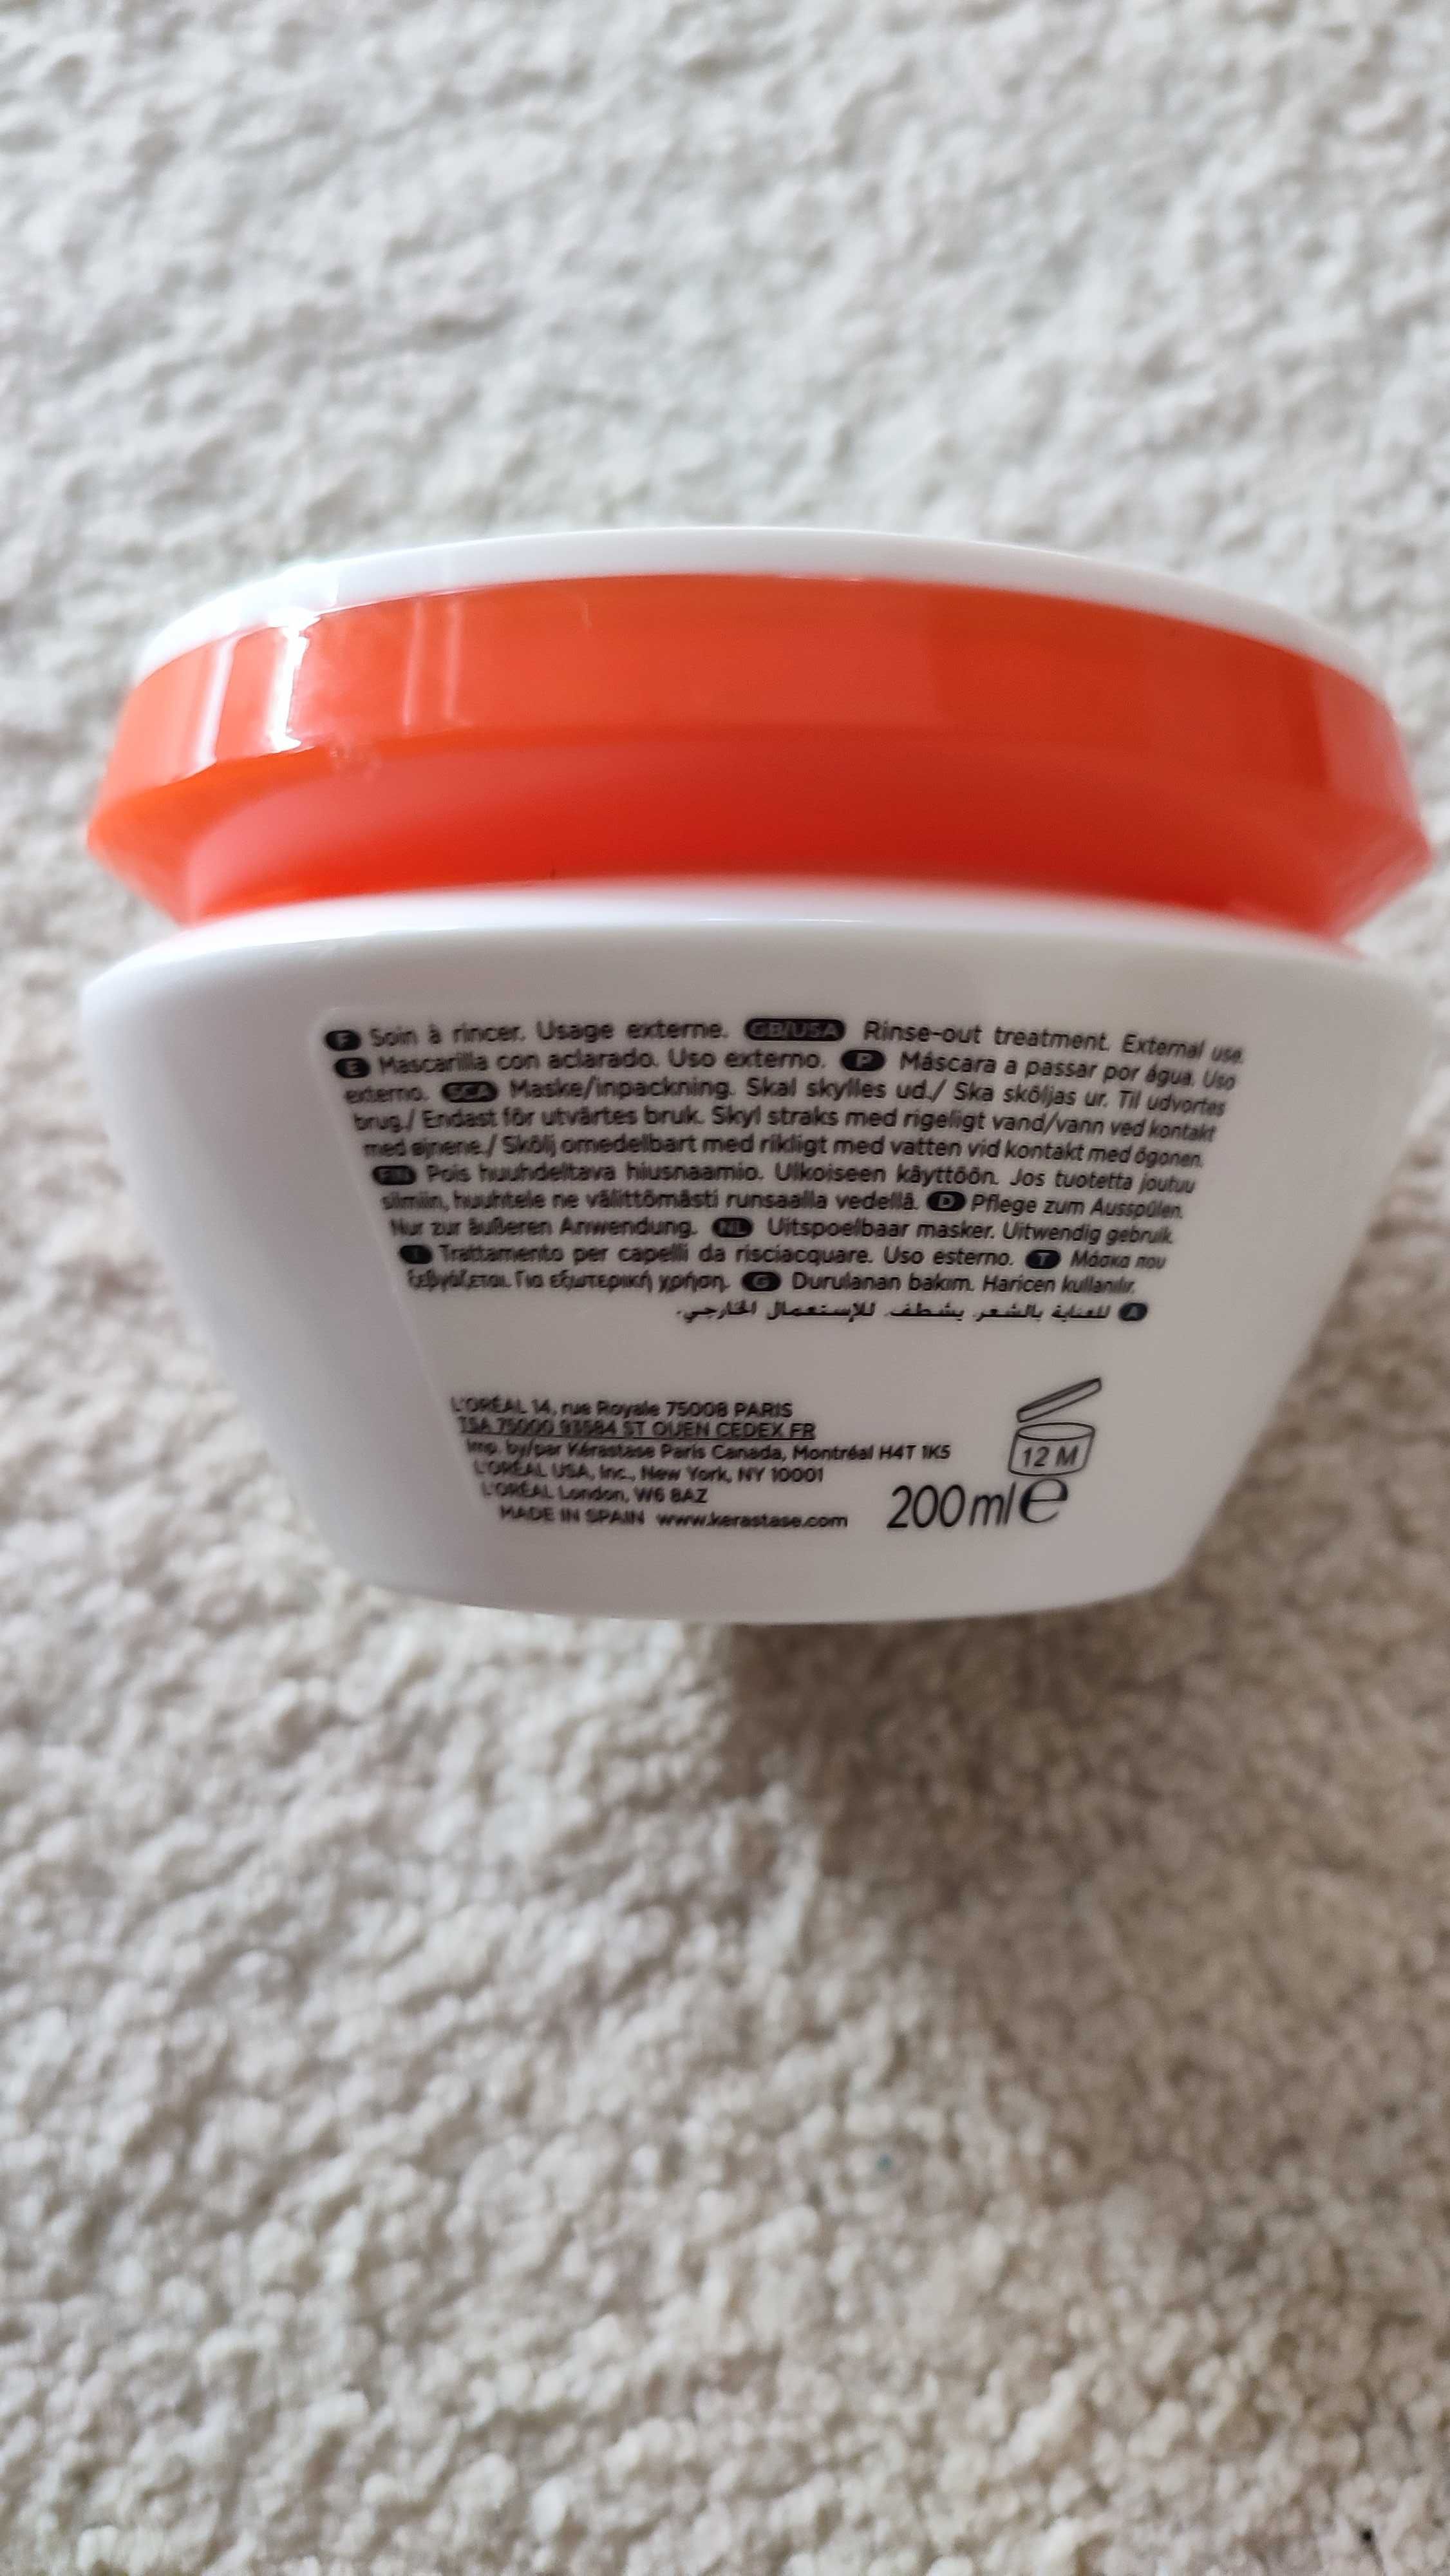 F Soin à rincer. Usage externe. GB/USA Rinse-out treatment. External use.
E Mascarilla con aclarado. Uso externo. P Máscara a passar por água. Uso
externo. SCA Maske/inpackning. Skal skylles ud./ Ska sköljas ur. Til udvortes
brug./ Endast för utvärtes bruk. Skyl straks med rigeligt vand/vann ved kontakt
med øjnene./ Skölj omedelbart med rikligt med vatten vid kontakt med ögonen.
FIN Pois huuhdeltava hiusnaamio. Ulkoiseen käyttöön. Jos tuotetta joutuu
silmiin, huuhtele ne välittömästi runsaalla vedellä. D Pflege zum Ausspülen.
Nur zur äußeren Anwendung. NL Uitspoelbaar masker. Uitwendig gebruik.
I Trattamento per capelli da risciacquare. Uso esterno. T Μάσκα που
ξεβγάζεται. Για εξωτερική χρήση. G Durulanan bakım. Haricen kullanılır.
A للعناية بالشعر. يشطف. للإستعمال الخارجي.
L'ORÉAL 14, rue Royale 75008 PARIS
TSA 75000 93584 ST OUEN CEDEX FR
Imp. by/par Kérastase Paris Canada, Montréal H4T 1K5
L'ORÉAL USA, Inc., New York, NY 10001
L'ORÉAL London, W6 8AZ
MADE IN SPAIN www.kerastase.com
12 M
200 ml e